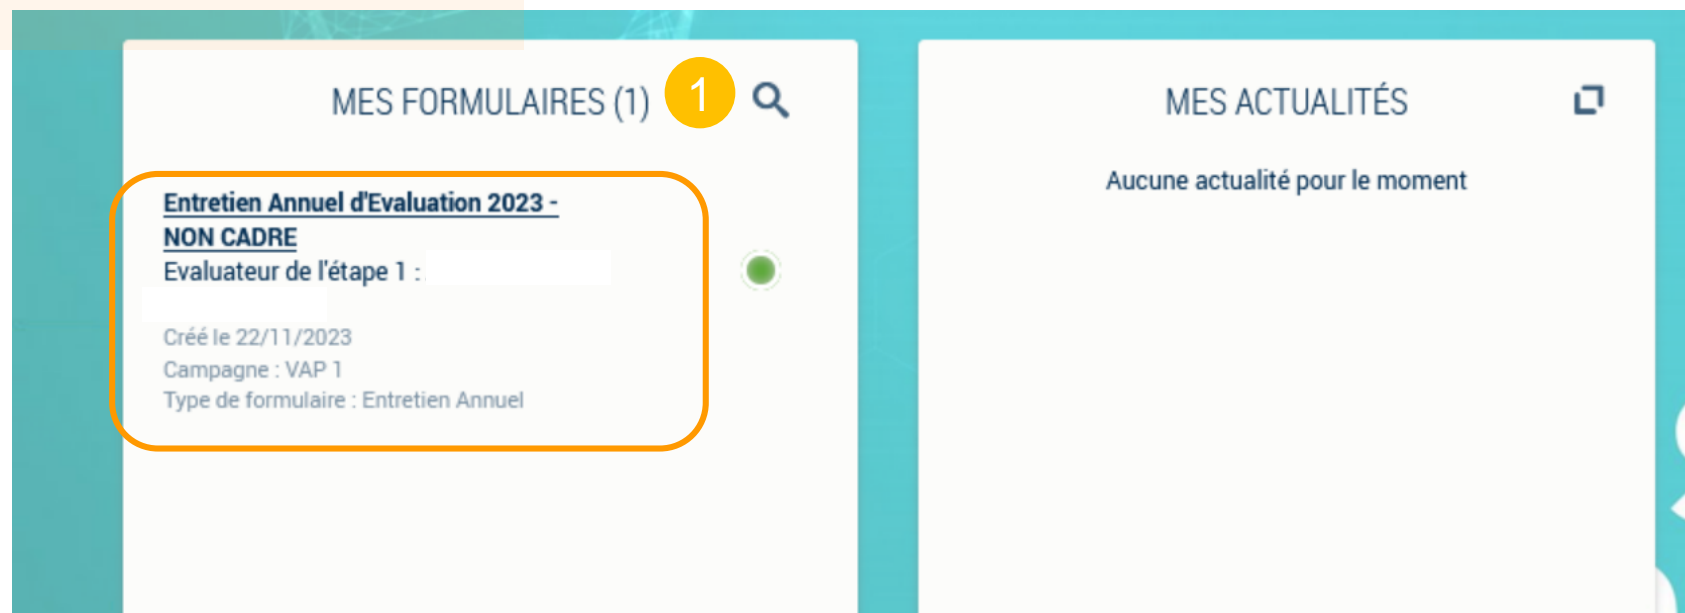 MES FORMULAIRES (1)
1
Entretien Annuel d'Evaluation 2023 -
NON CADRE
Evaluateur de l'étape 1 :
Créé le 22/11/2023
Campagne : VAP 1
Type de formulaire : Entretien Annuel
MES ACTUALITÉS
Aucune actualité pour le moment